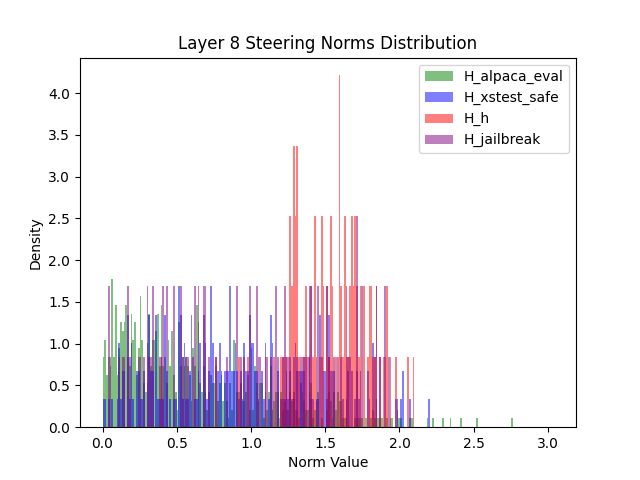 Layer 8 Steering Norms Distribution
H_alpaca_eval
H_xstest_safe
H_h
H_jailbreak
Density
4.0
3.5
3.0
2.5
2.0
1.5
1.0
0.5
0.0
0.0 0.5 1.0 1.5 2.0 2.5 3.0
Norm Value